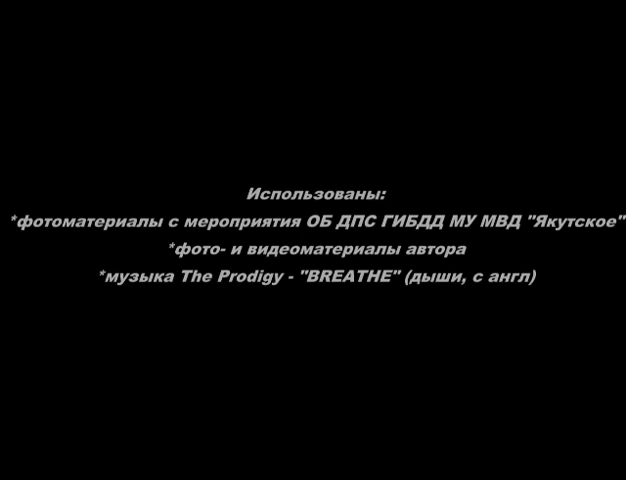 Использованы:
*фотоматериалы с мероприятия ОБ ДПС ГИБДД МУ МВД "Якутское"
*фото- и видеоматериалы автора
*музыка The Prodigy - "BREATHE" (дыши, с англ)